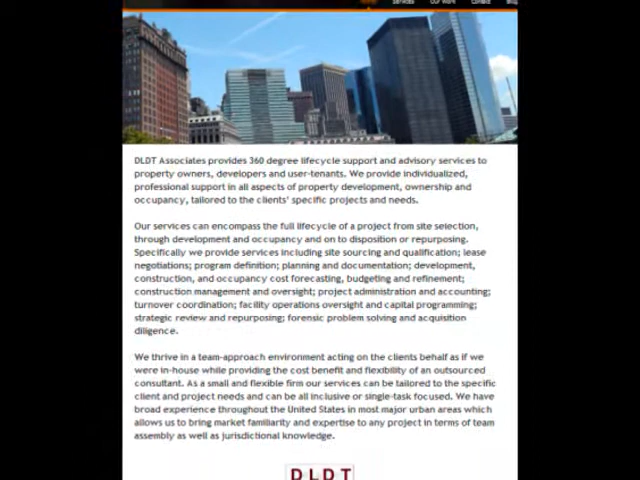 Services Our Work Contact Blog
DLDT Associates provides 360 degree lifecycle support and advisory services to
property owners, developers and user-tenants. We provide individualized,
professional support in all aspects of property development, ownership and
occupancy, tailored to the clients' specific projects and needs.
Our services can encompass the full lifecycle of a project from site selection,
through development and occupancy and on to disposition or repurposing.
Specifically we provide services including site sourcing and qualification; lease
negotiations; program definition; planning and documentation; development,
construction, and occupancy cost forecasting, budgeting and refinement;
construction management and oversight; project administration and accounting;
turnover coordination; facility operations oversight and capital programming;
strategic review and repurposing; forensic problem solving and acquisition
diligence.
We thrive in a team-approach environment acting on the clients behalf as if we
were in-house while providing the cost benefit and flexibility of an outsourced
consultant. As a small and flexible firm our services can be tailored to the specific
client and project needs and can be all inclusive or single-task focused. We have
broad experience throughout the United States in most major urban areas which
allows us to bring market familiarity and expertise to any project in terms of team
assembly as well as jurisdictional knowledge.
DLDT